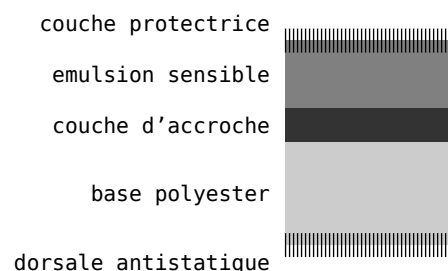 couche protectrice
emulsion sensible
couche d'accroche
base polyester
dorsale antistatique